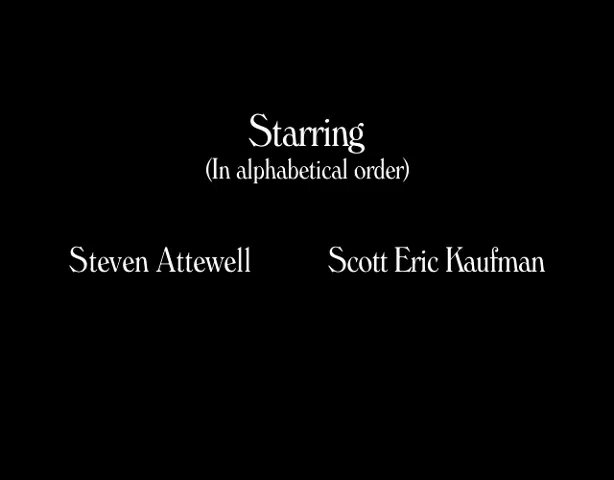 Starring
(In alphabetical order)
Steven Attewell Scott Eric Kaufman